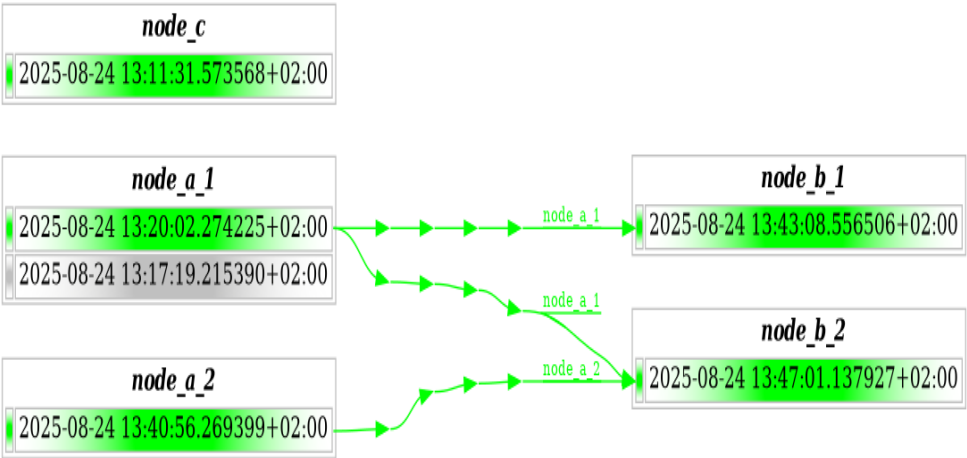 node_c
2025-08-24 13:11:31.573568+02:00
node_a_1
2025-08-24 13:20:02.274225+02:00
2025-08-24 13:17:19.215390+02:00
node_a_2
2025-08-24 13:40:56.269399+02:00
node_a_1
node_a_1
node_a_2
node_b_1
2025-08-24 13:43:08.556506+02:00
node_b_2
2025-08-24 13:47:01.137927+02:00